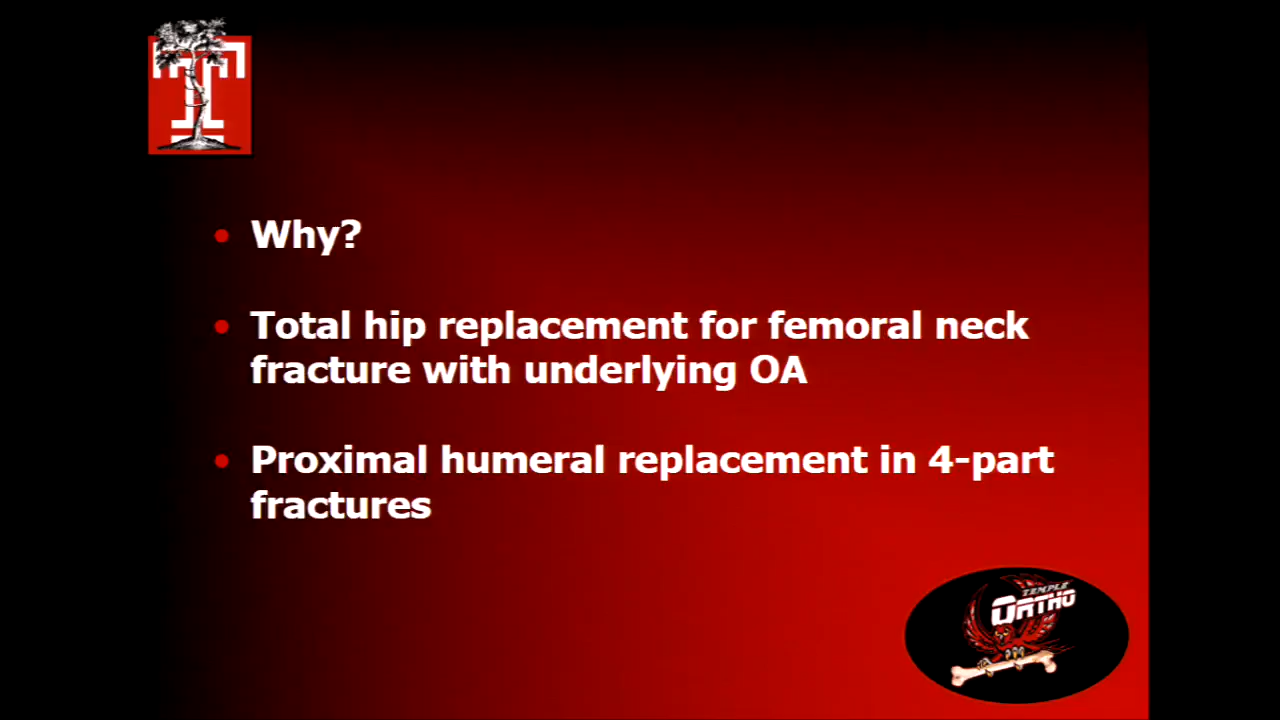 Why?
Total hip replacement for femoral neck
fracture with underlying OA
Proximal humeral replacement in 4-part
fractures
TEMPLE
ORTHO